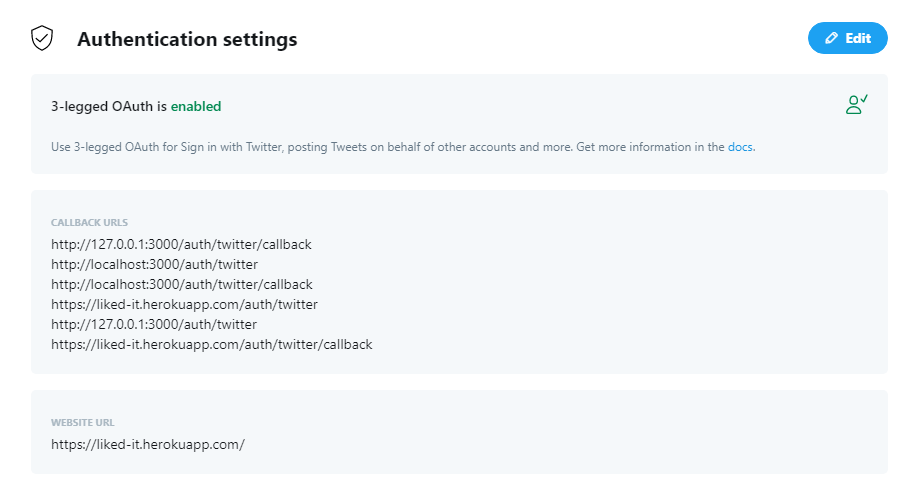 Authentication settings
Edit
3-legged OAuth is enabled
Use 3-legged OAuth for Sign in with Twitter, posting Tweets on behalf of other accounts and more. Get more information in the docs.
CALLBACK URLS
http://127.0.0.1:3000/auth/twitter/callback
http://localhost:3000/auth/twitter
http://localhost:3000/auth/twitter/callback
https://liked-it.herokuapp.com/auth/twitter
http://127.0.0.1:3000/auth/twitter
https://liked-it.herokuapp.com/auth/twitter/callback
WEBSITE URL
https://liked-it.herokuapp.com/